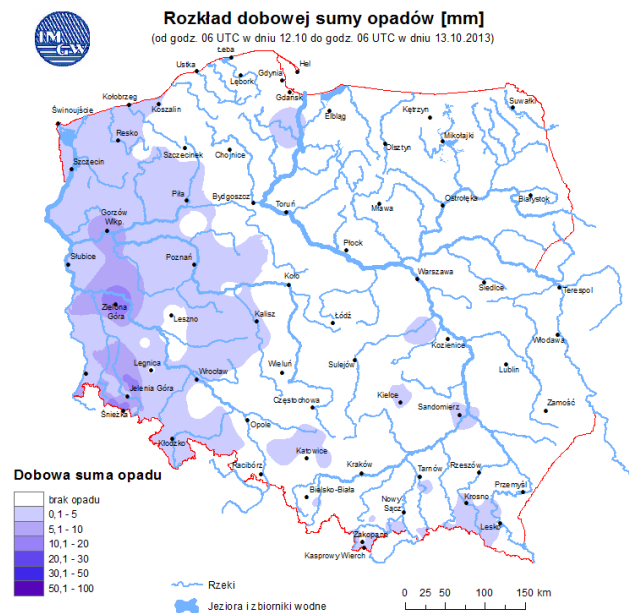 IM
GW
Rozkład dobowej sumy opadów [mm]
(od godz. 06 UTC w dniu 12.10 do godz. 06 UTC w dniu 13.10.2013)
Łeba
Hel
Ustka
Gdynia
Lębork
Gdańsk
Kołobrzeg
Koszalin
Świnoujście
Elbląg
Kętrzyn
Suwałki
Resko
Mikołajki
Olsztyn
Szczecinek
Chojnice
Szczecin
Piła
Bydgoszcz
Toruń
Mława
Ostrołęka
Białystok
Gorzów
Wlkp.
Płock
Słubice
Poznań
Koło
Warszawa
Siedlce
Terespol
Zielona
Góra
Leszno
Kalisz
Łódź
Kozienice
Włodawa
Legnica
Wrocław
Wieluń
Sulejów
Lublin
Jelenia Góra
Kielce
Śnieżka
Częstochowa
Sandomierz
Zamość
Opole
Kłodzko
Katowice
Racibórz
Kraków
Tarnów
Rzeszów
Przemyśl
Bielsko-Biała
Nowy
Sącz
Krosno
Lesko
Zakopane
Kasprowy Wierch
Dobowa suma opadu
brak opadu
0,1 - 5
5,1 - 10
10,1 - 20
20,1 - 30
30,1 - 50
50,1 - 100
Rzeki
Jeziora i zbiorniki wodne
0 25 50 100 150 km